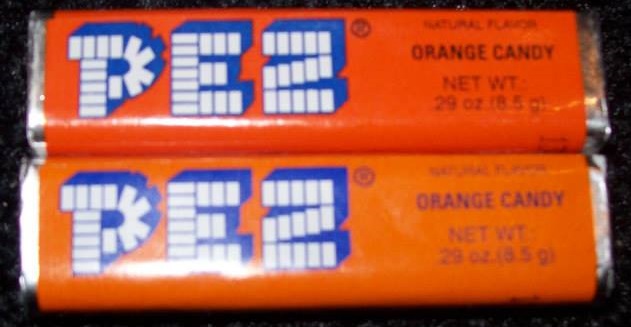 PEZ®
NATURAL FLAVOR
ORANGE CANDY
NET WT.:
.29 oz.(8.5 g)
PEZ®
NATURAL FLAVOR
ORANGE CANDY
NET WT.:
.29 oz.(8.5 g)